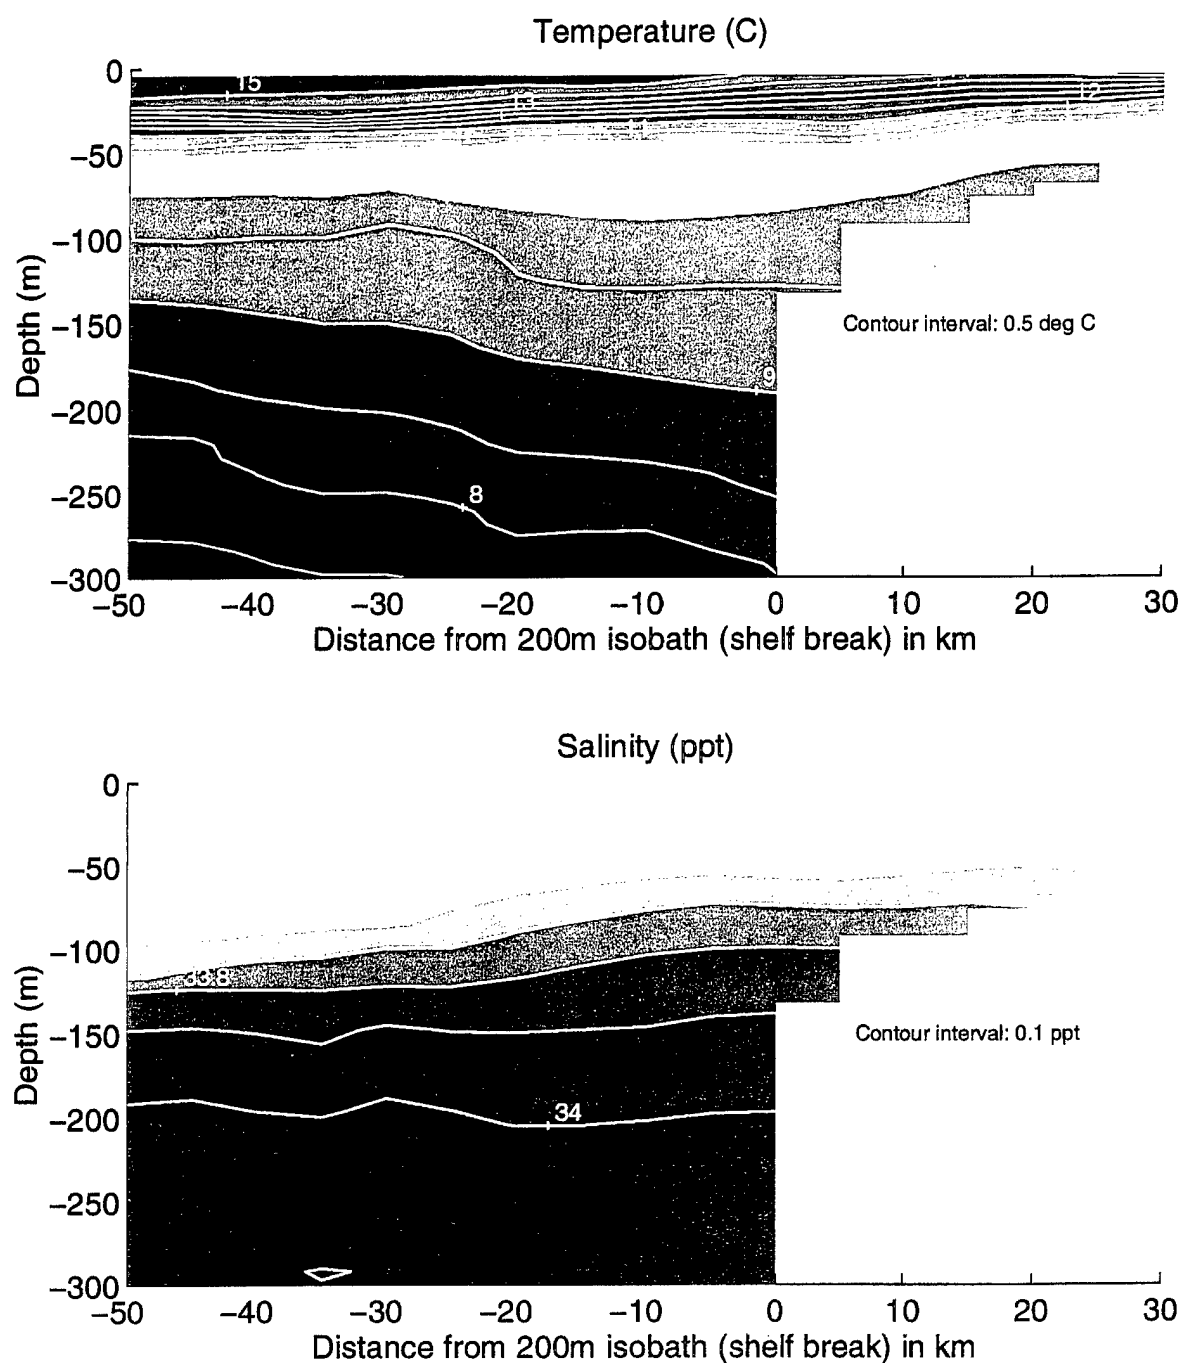 Temperature (C)
0
−50
−100
−150
−200
−250
−300
Depth (m)
15
13
11
12
9
8
Contour interval: 0.5 deg C
−50 −40 −30 −20 −10 0 10 20 30
Distance from 200m isobath (shelf break) in km
Salinity (ppt)
0
−50
−100
−150
−200
−250
−300
Depth (m)
33.8
34
Contour interval: 0.1 ppt
−50 −40 −30 −20 −10 0 10 20 30
Distance from 200m isobath (shelf break) in km